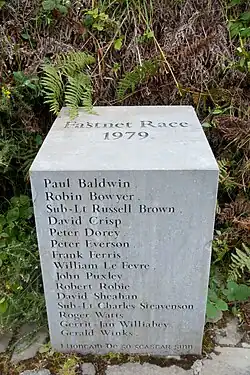 Fastnet Race
1979
Paul Baldwin
Robin Bowyer
Sub-Lt Russell Brown
David Crisp
Peter Dorey
Peter Everson
Frank Ferris
William Le Fevre
John Puxley
Robert Robie
David Sheahan
Sub-Lt Charles Steavenson
Roger Watts
Gerrit-Jan Williahey
Gerald Winks